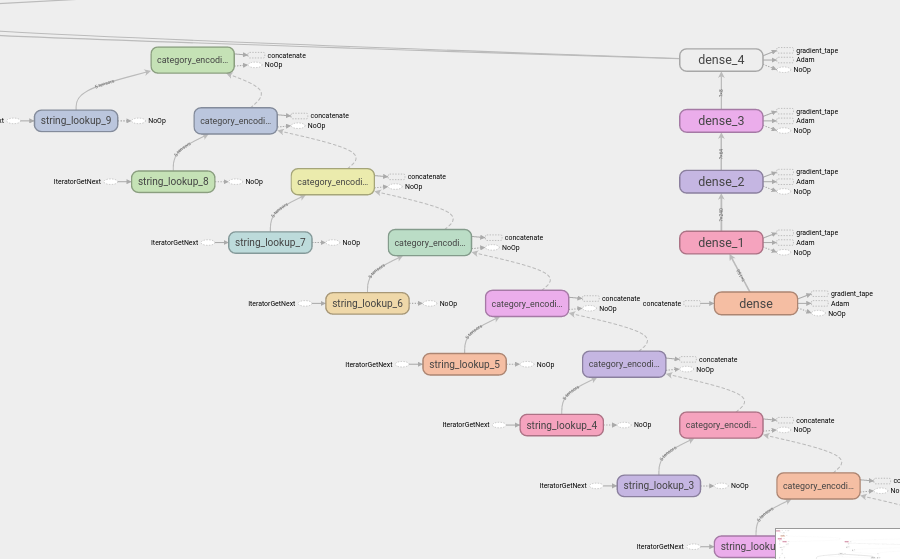 category_encodi...
concatenate
NoOp
dense_4
gradient_tape
Adam
NoOp
string_lookup_9
NoOp
category_encodi...
concatenate
NoOp
dense_3
gradient_tape
Adam
NoOp
IteratorGetNext
string_lookup_8
NoOp
category_encodi...
concatenate
NoOp
dense_2
gradient_tape
Adam
NoOp
IteratorGetNext
string_lookup_7
NoOp
category_encodi...
concatenate
NoOp
dense_1
gradient_tape
Adam
NoOp
IteratorGetNext
string_lookup_6
NoOp
category_encodi...
concatenate
NoOp
concatenate
dense
gradient_tape
Adam
NoOp
IteratorGetNext
string_lookup_5
NoOp
category_encodi...
concatenate
NoOp
IteratorGetNext
string_lookup_4
NoOp
category_encodi...
concatenate
NoOp
IteratorGetNext
string_lookup_3
NoOp
category_encodi...
IteratorGetNext
string_looku